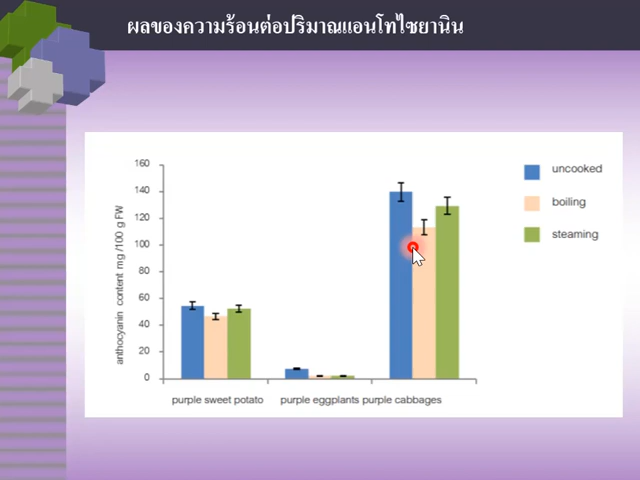 ผลของความร้อนต่อปริมาณแอนโทไซยานิน
160
140
120
100
80
60
40
20
0
anthocyanin content mg /100 g FW
purple sweet potato
purple eggplants
purple cabbages
uncooked
boiling
steaming